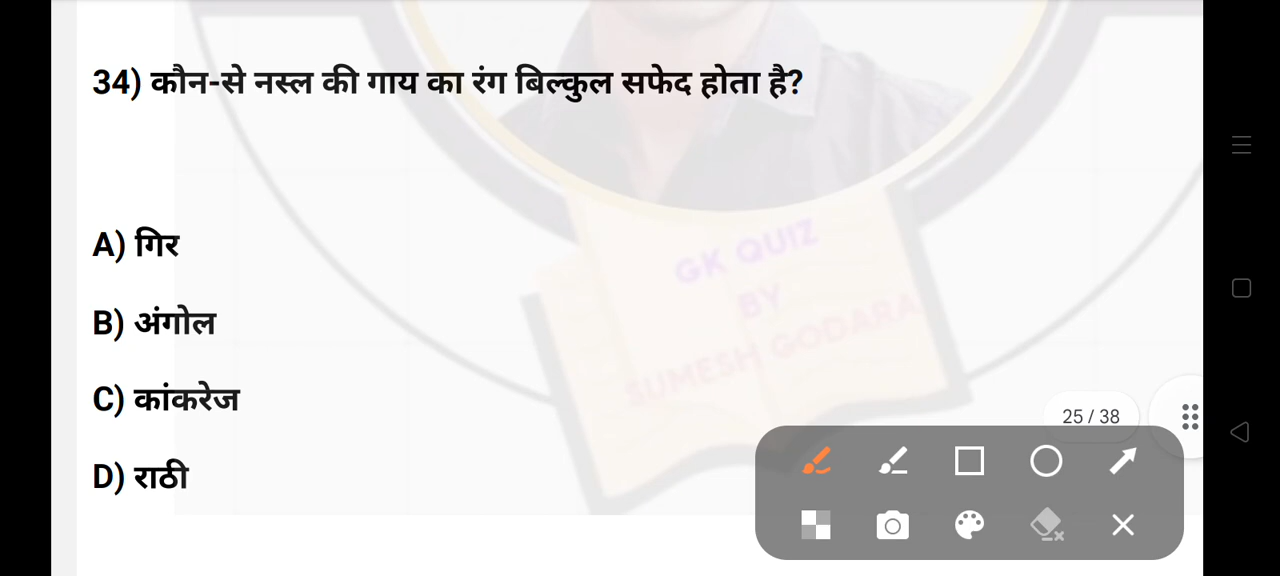 34) कौन-से नस्ल की गाय का रंग बिल्कुल सफेद होता है?
GK QUIZ
BY
SUMESH GODARA
A) गिर
B) अंगोल
C) कांकरेज
D) राठी
25 / 38